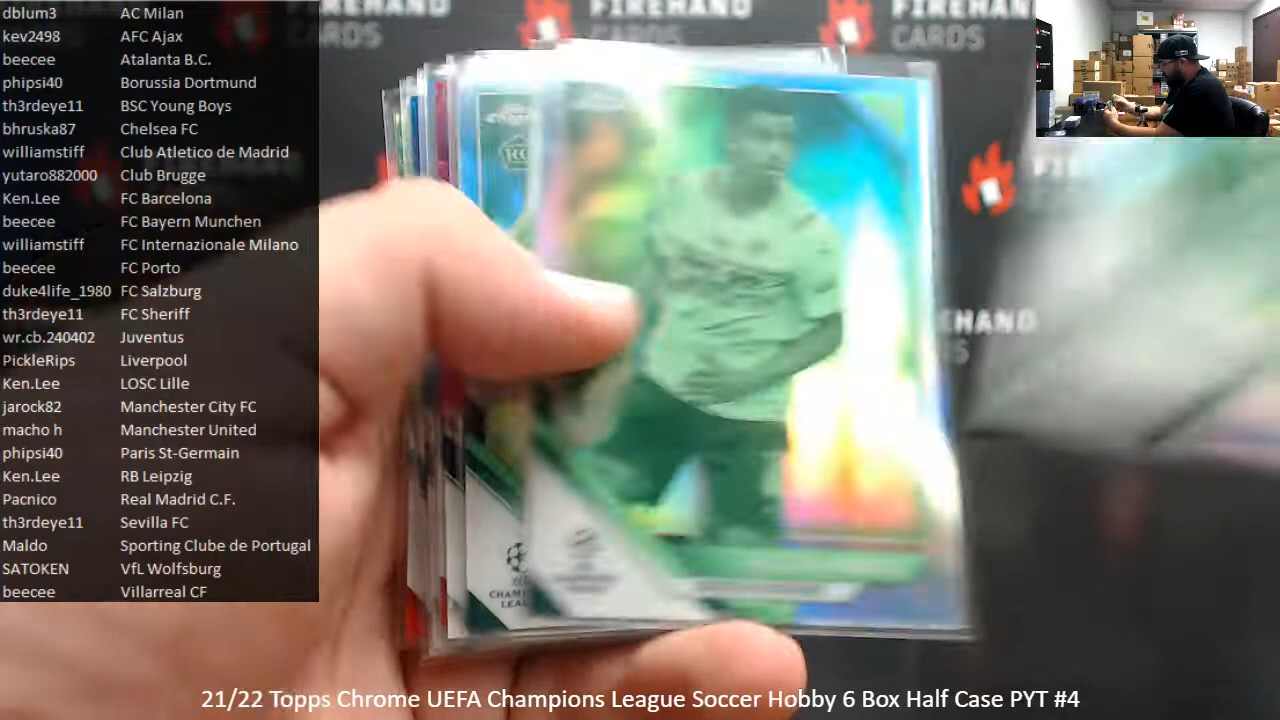 dblum3 AC Milan
kev2498 AFC Ajax
beecee Atalanta B.C.
phipsi40 Borussia Dortmund
th3rdeye11 BSC Young Boys
bhruska87 Chelsea FC
williamstiff Club Atletico de Madrid
yutaro882000 Club Brugge
Ken.Lee FC Barcelona
beecee FC Bayern Munchen
williamstiff FC Internazionale Milano
beecee FC Porto
duke4life_1980 FC Salzburg
th3rdeye11 FC Sheriff
wr.cb.240402 Juventus
PickleRips Liverpool
Ken.Lee LOSC Lille
jarock82 Manchester City FC
macho h Manchester United
phipsi40 Paris St-Germain
Ken.Lee RB Leipzig
Pacnico Real Madrid C.F.
th3rdeye11 Sevilla FC
Maldo Sporting Clube de Portugal
SATOKEN VfL Wolfsburg
beecee Villarreal CF
FIREHAND
CARDS
FIREHAND
CARDS
21/22 Topps Chrome UEFA Champions League Soccer Hobby 6 Box Half Case PYT #4